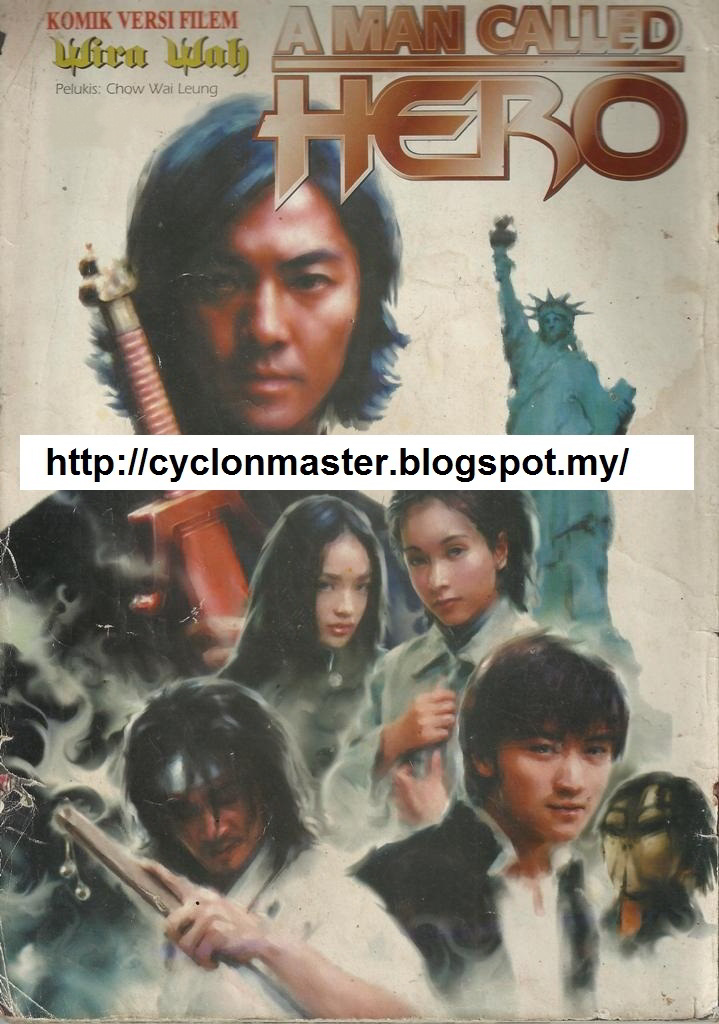 KOMIK VERSI FILEM
Wira Wah
Pelukis: Chow Wai Leung
A MAN CALLED
HERO
http://cyclonmaster.blogspot.my/